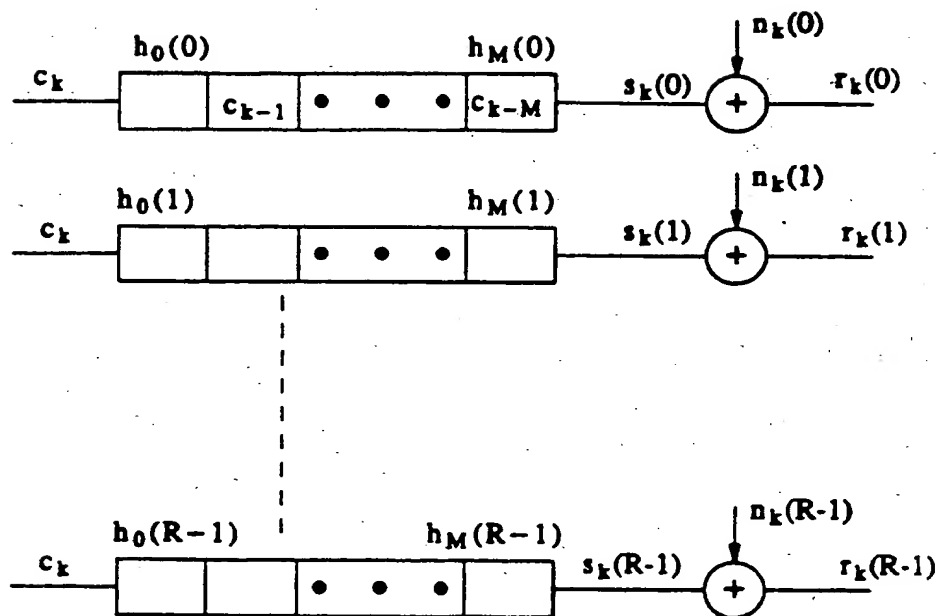 n_k(0)
h_0(0) h_M(0)
c_k s_k(0) r_k(0)
c_{k-1} • • • c_{k-M} +
n_k(1)
h_0(1) h_M(1)
c_k s_k(1) r_k(1)
• • • +
n_k(R-1)
h_0(R-1) h_M(R-1)
c_k s_k(R-1) r_k(R-1)
• • • +